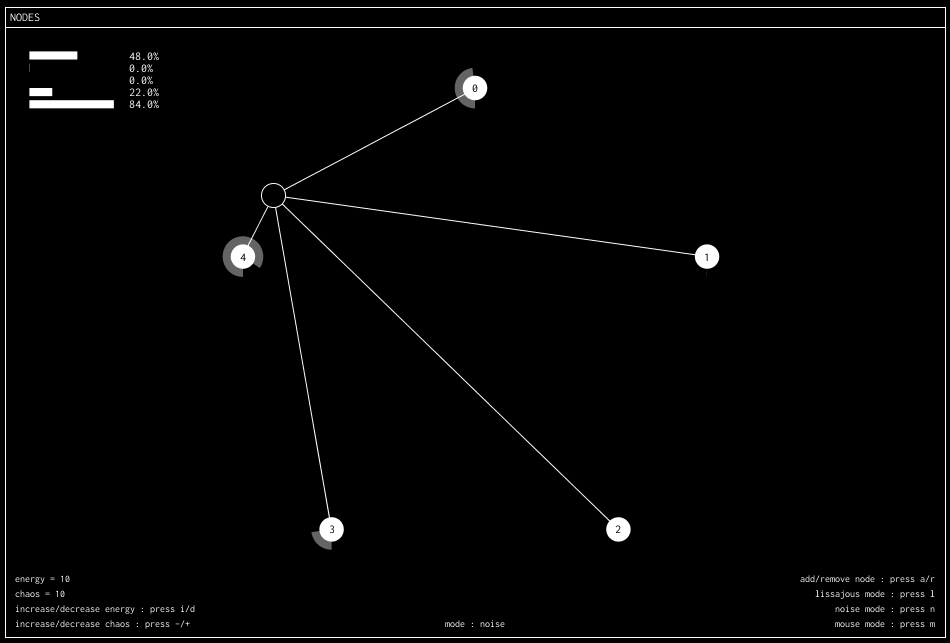 NODES
48.0%
0.0%
0.0%
22.0%
84.0%
0
1
4
3
2
energy = 10
chaos = 10
increase/decrease energy : press i/d
increase/decrease chaos : press -/+
mode : noise
add/remove node : press a/r
lissajous mode : press l
noise mode : press n
mouse mode : press m